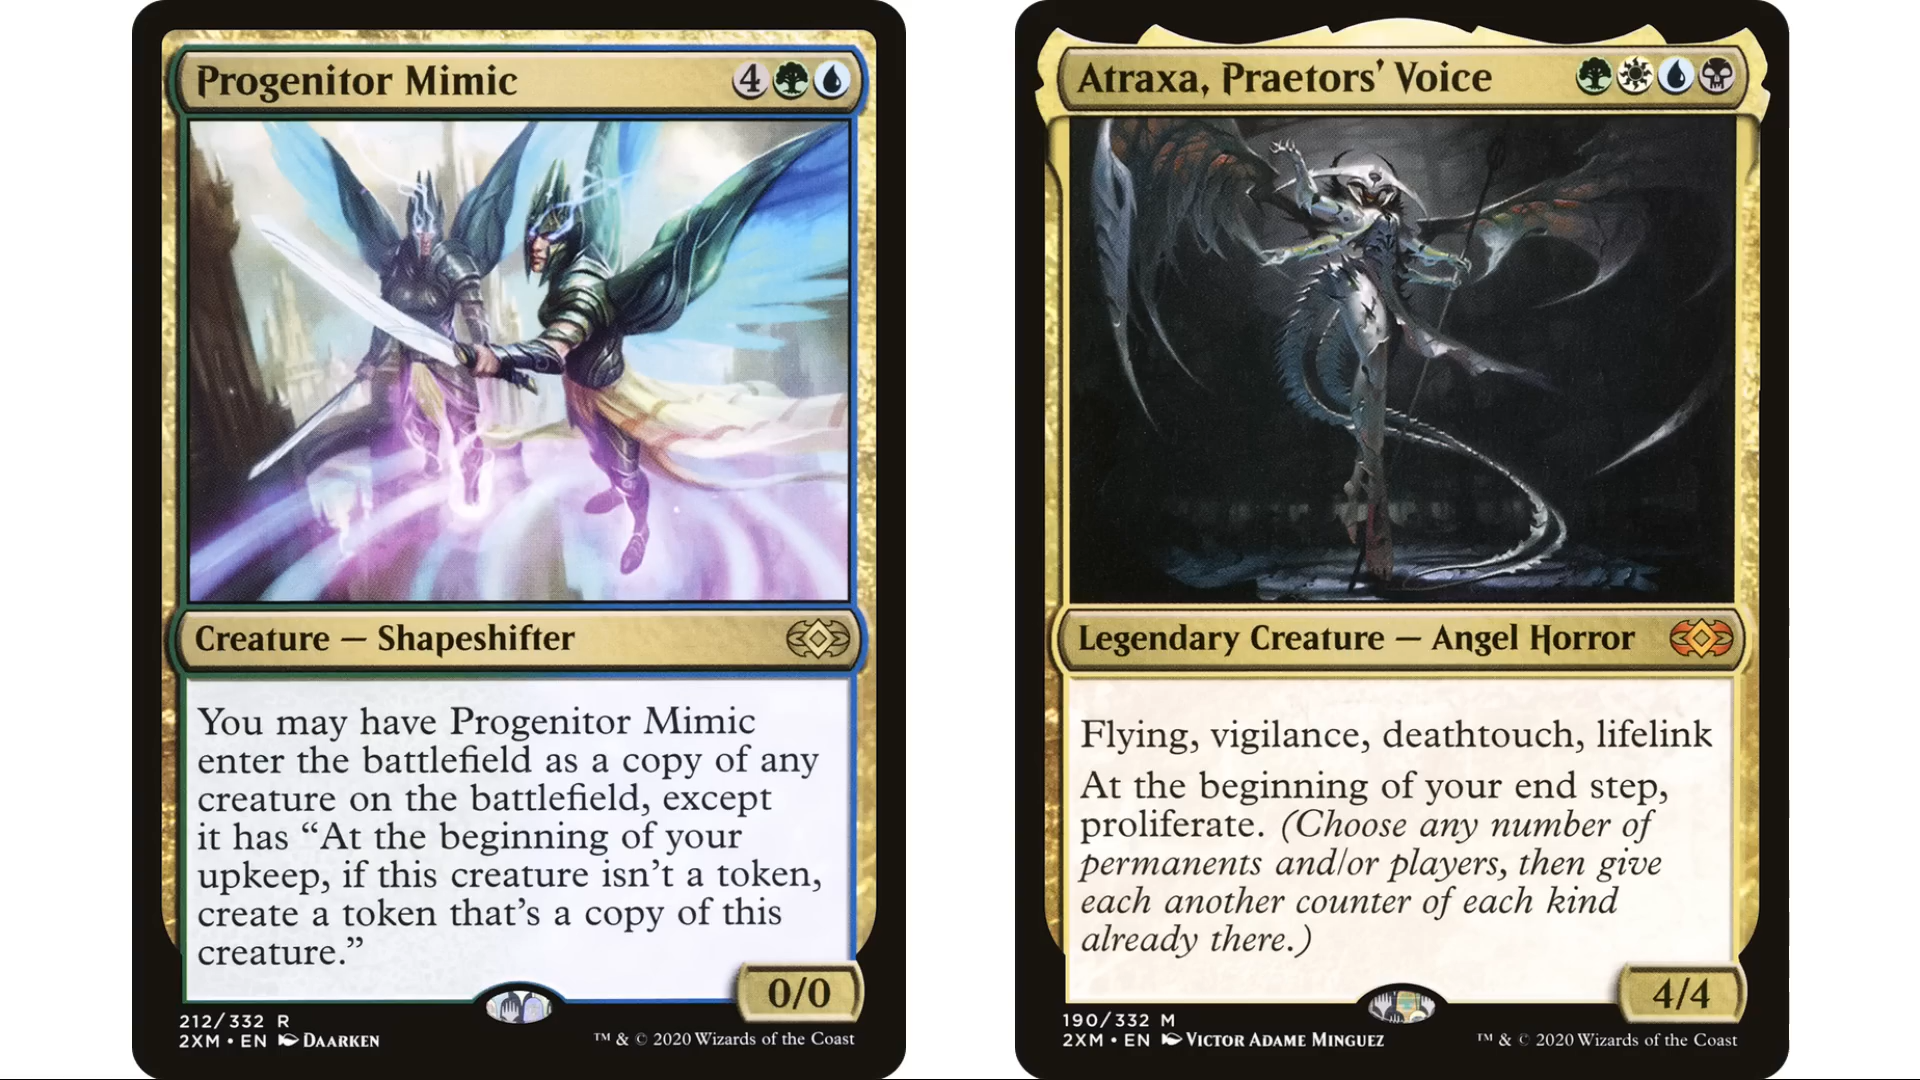 Progenitor Mimic 4
Creature — Shapeshifter
You may have Progenitor Mimic
enter the battlefield as a copy of any
creature on the battlefield, except
it has “At the beginning of your
upkeep, if this creature isn’t a token,
create a token that’s a copy of this
creature.”
0/0
212/332 R
2XM • EN DAARKEN
™ & © 2020 Wizards of the Coast
Atraxa, Praetors’ Voice
Legendary Creature — Angel Horror
Flying, vigilance, deathtouch, lifelink
At the beginning of your end step,
proliferate. (Choose any number of
permanents and/or players, then give
each another counter of each kind
already there.)
4/4
190/332 M
2XM • EN VICTOR ADAME MINGUEZ
™ & © 2020 Wizards of the Coast